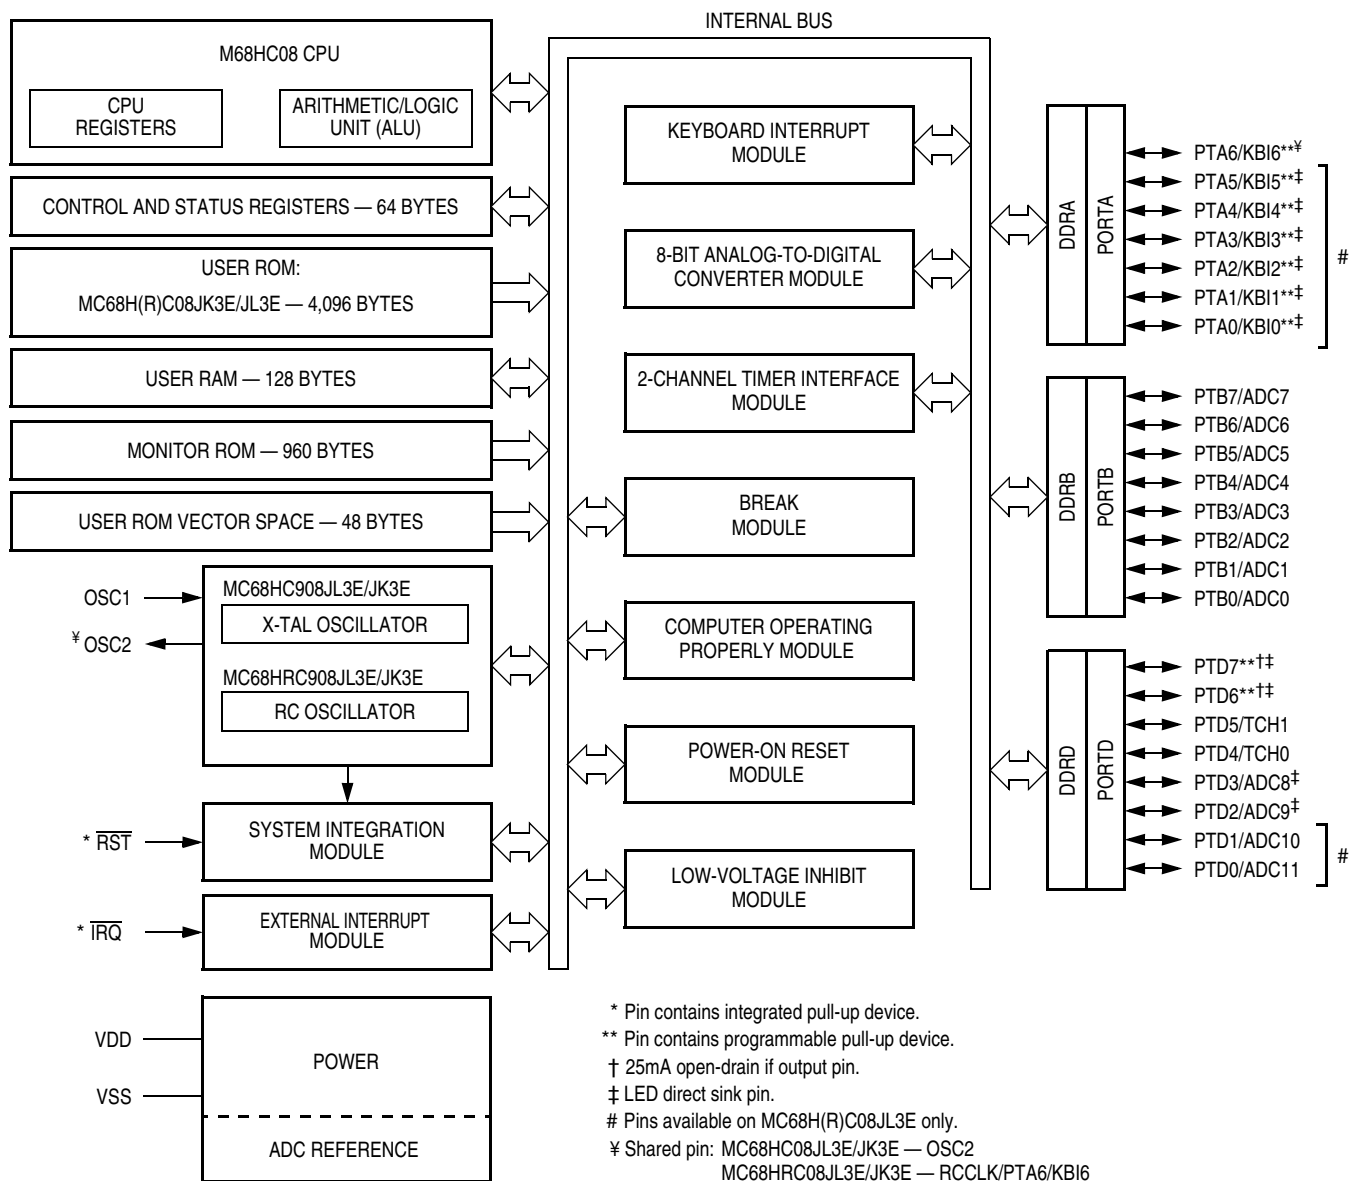 INTERNAL BUS
M68HC08 CPU
CPU
REGISTERS
ARITHMETIC/LOGIC
UNIT (ALU)
CONTROL AND STATUS REGISTERS — 64 BYTES
USER ROM:
MC68H(R)C08JK3E/JL3E — 4,096 BYTES
USER RAM — 128 BYTES
MONITOR ROM — 960 BYTES
USER ROM VECTOR SPACE — 48 BYTES
OSC1
¥ OSC2
MC68HC908JL3E/JK3E
X-TAL OSCILLATOR
MC68HRC908JL3E/JK3E
RC OSCILLATOR
* RST
SYSTEM INTEGRATION
MODULE
* IRQ
EXTERNAL INTERRUPT
MODULE
VDD
VSS
POWER
ADC REFERENCE
KEYBOARD INTERRUPT
MODULE
8-BIT ANALOG-TO-DIGITAL
CONVERTER MODULE
2-CHANNEL TIMER INTERFACE
MODULE
BREAK
MODULE
COMPUTER OPERATING
PROPERLY MODULE
POWER-ON RESET
MODULE
LOW-VOLTAGE INHIBIT
MODULE
DDRA
PORTA
PTA6/KBI6**¥
PTA5/KBI5**‡
PTA4/KBI4**‡
PTA3/KBI3**‡
PTA2/KBI2**‡
PTA1/KBI1**‡
PTA0/KBI0**‡
#
DDRB
PORTB
PTB7/ADC7
PTB6/ADC6
PTB5/ADC5
PTB4/ADC4
PTB3/ADC3
PTB2/ADC2
PTB1/ADC1
PTB0/ADC0
DDRD
PORTD
PTD7**†‡
PTD6**†‡
PTD5/TCH1
PTD4/TCH0
PTD3/ADC8‡
PTD2/ADC9‡
PTD1/ADC10
PTD0/ADC11
#
* Pin contains integrated pull-up device.
** Pin contains programmable pull-up device.
† 25mA open-drain if output pin.
‡ LED direct sink pin.
# Pins available on MC68H(R)C08JL3E only.
¥ Shared pin: MC68HC08JL3E/JK3E — OSC2
MC68HRC08JL3E/JK3E — RCCLK/PTA6/KBI6